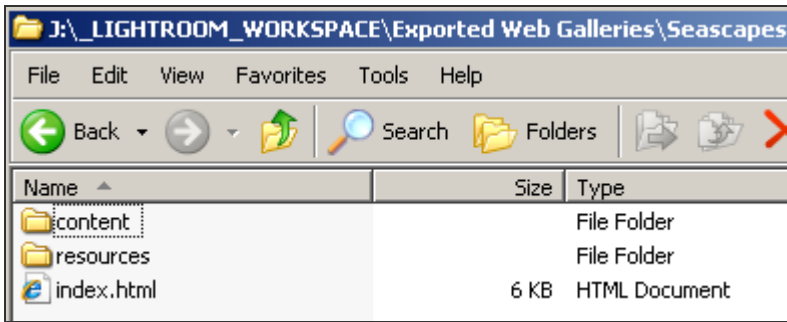 J:\_LIGHTROOM_WORKSPACE\Exported Web Galleries\Seascapes
File Edit View Favorites Tools Help
Back Search Folders
Name Size Type
content File Folder
resources File Folder
index.html 6 KB HTML Document